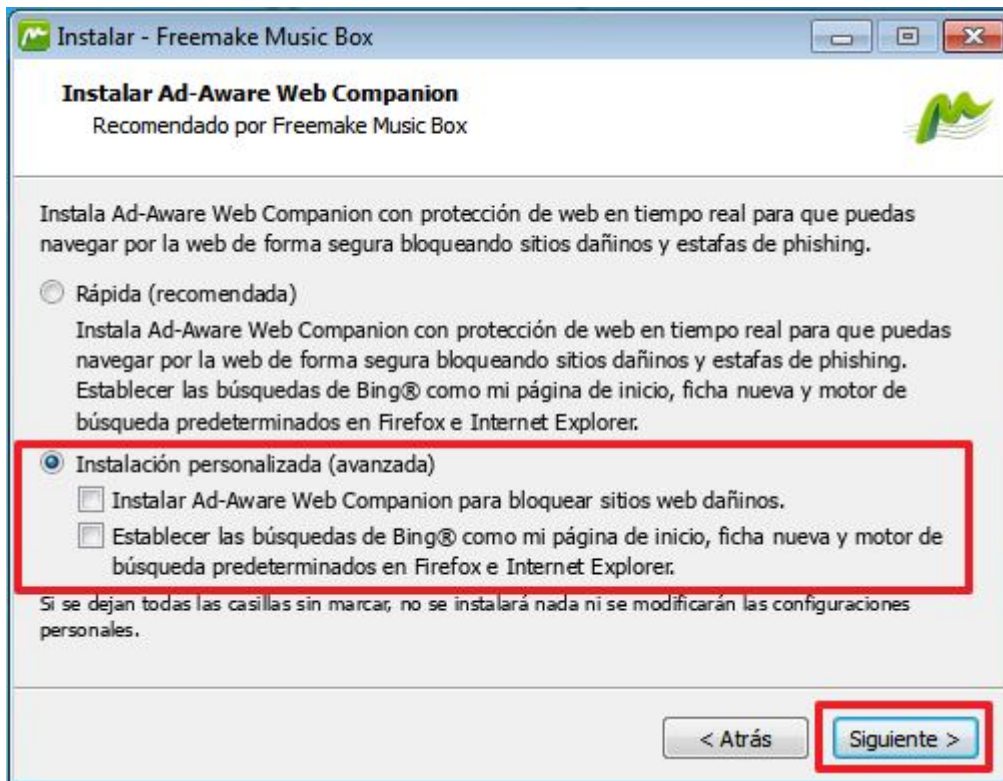 Instalar - Freemake Music Box
Instalar Ad-Aware Web Companion
Recomendado por Freemake Music Box
Instala Ad-Aware Web Companion con protección de web en tiempo real para que puedas
navegar por la web de forma segura bloqueando sitios dañinos y estafas de phishing.
Rápida (recomendada)
Instala Ad-Aware Web Companion con protección de web en tiempo real para que puedas
navegar por la web de forma segura bloqueando sitios dañinos y estafas de phishing.
Establecer las búsquedas de Bing® como mi página de inicio, ficha nueva y motor de
búsqueda predeterminados en Firefox e Internet Explorer.
Instalación personalizada (avanzada)
Instalar Ad-Aware Web Companion para bloquear sitios web dañinos.
Establecer las búsquedas de Bing® como mi página de inicio, ficha nueva y motor de
búsqueda predeterminados en Firefox e Internet Explorer.
Si se dejan todas las casillas sin marcar, no se instalará nada ni se modificarán las configuraciones
personales.
< Atrás
Siguiente >